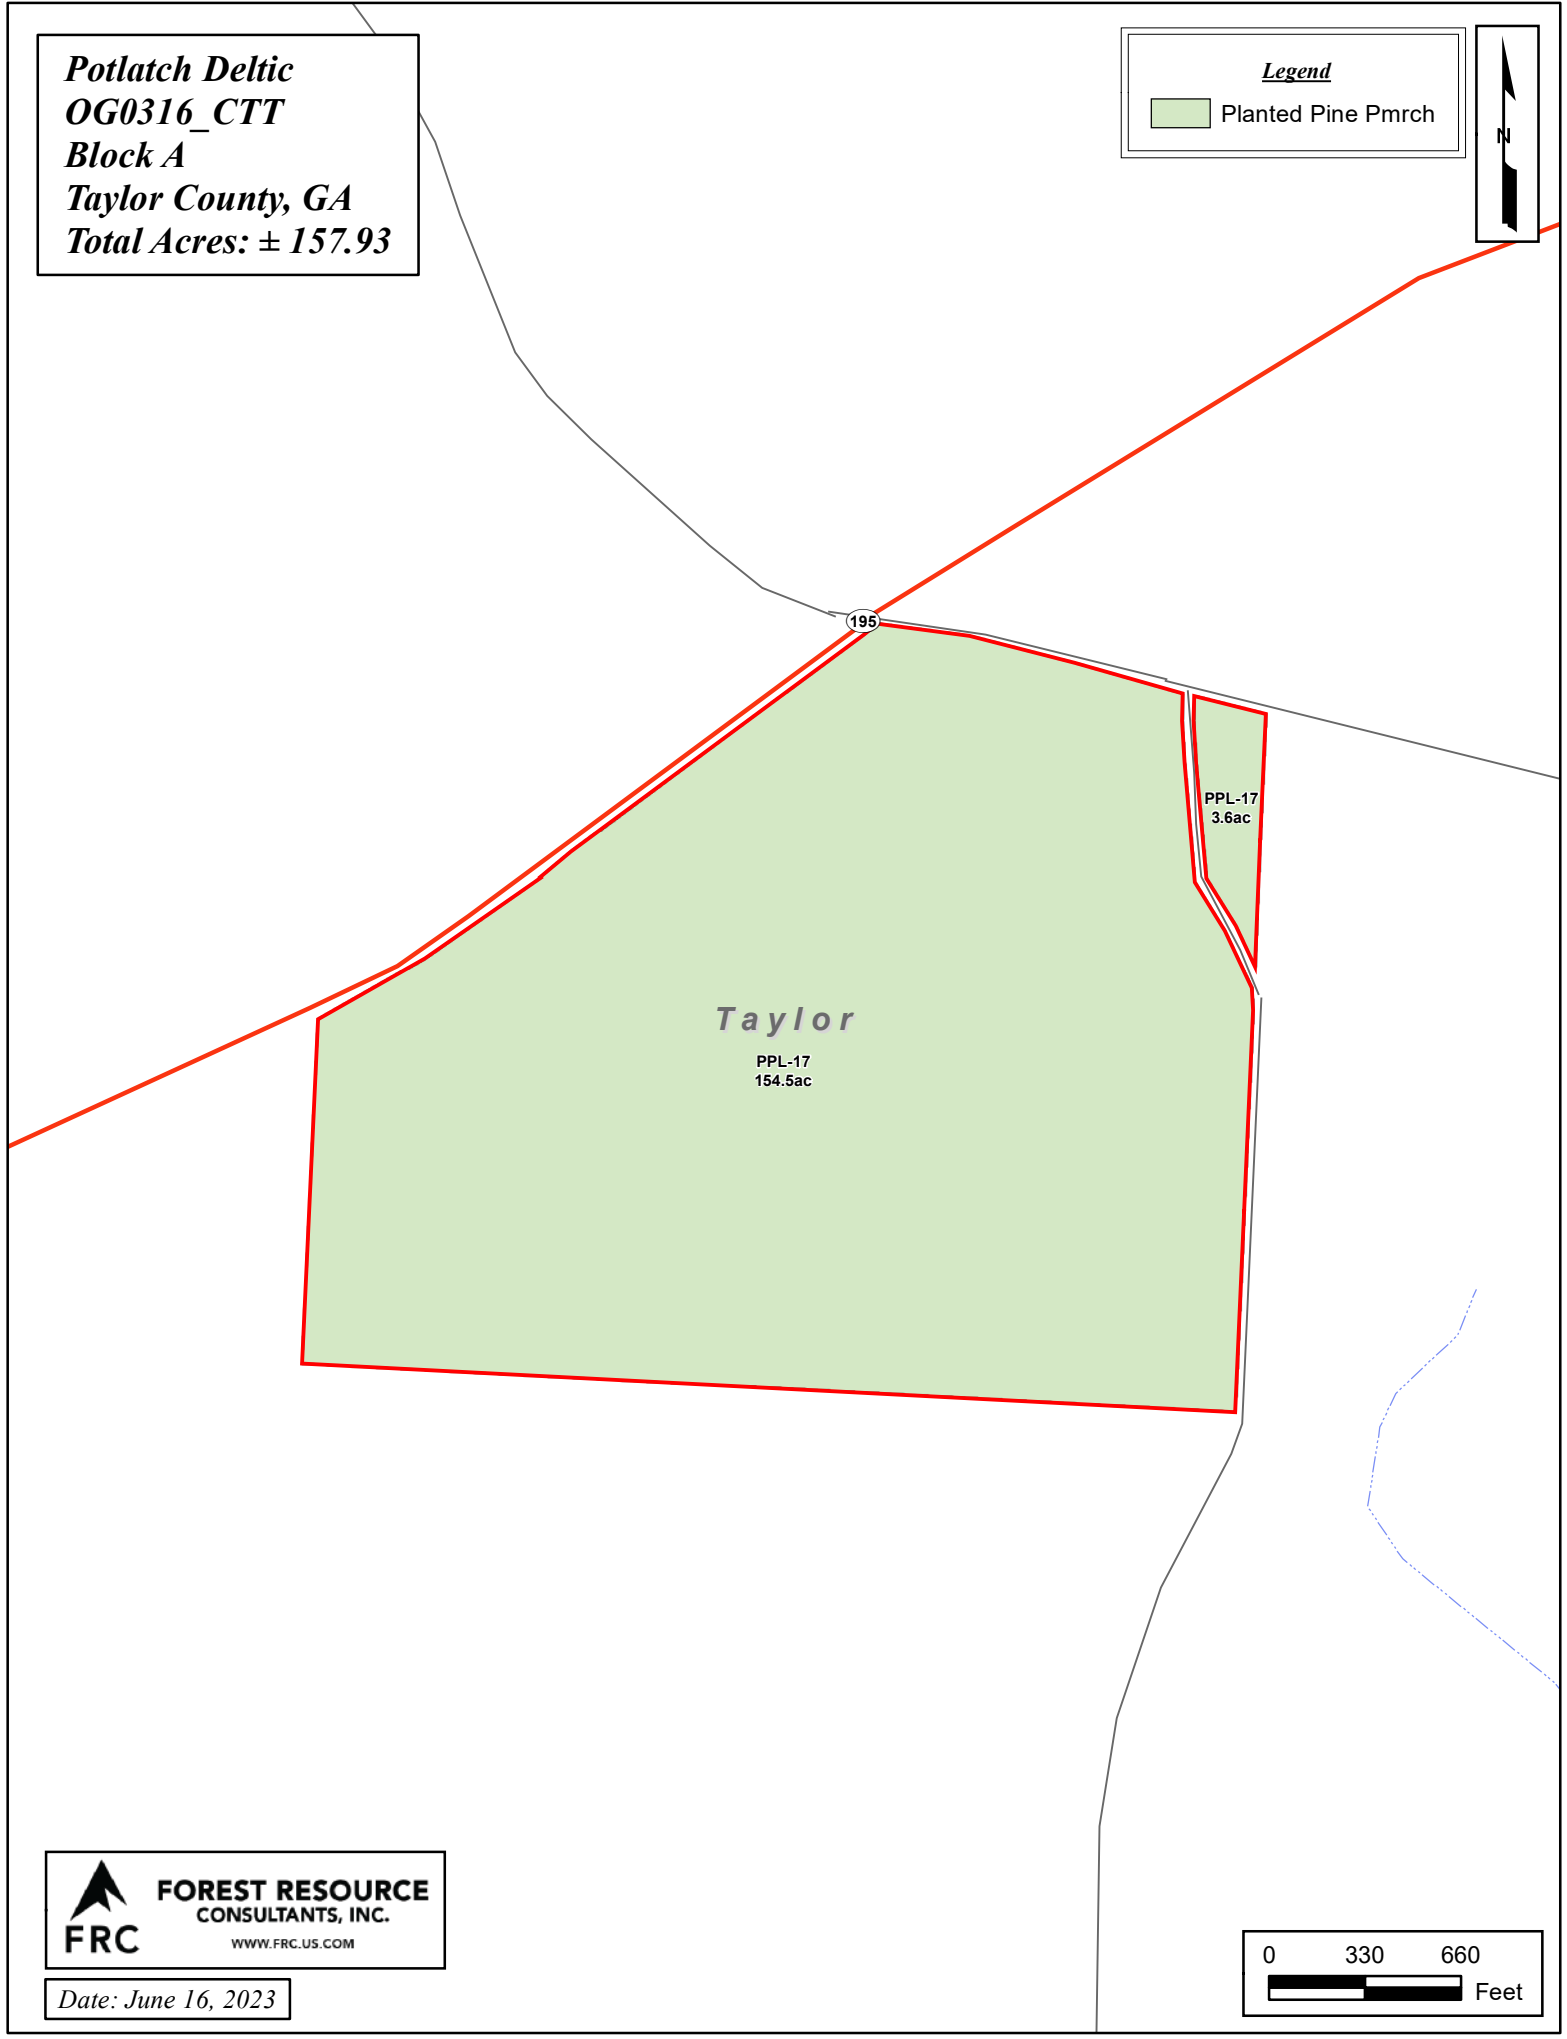 Potlatch Deltic
OG0316_CTT
Block A
Taylor County, GA
Total Acres: ± 157.93
Legend
Planted Pine Pmrch
N
195
PPL-17
3.6ac
Taylor
PPL-17
154.5ac
FRC
FOREST RESOURCE
CONSULTANTS, INC.
WWW.FRC.US.COM
Date: June 16, 2023
0 330 660
Feet